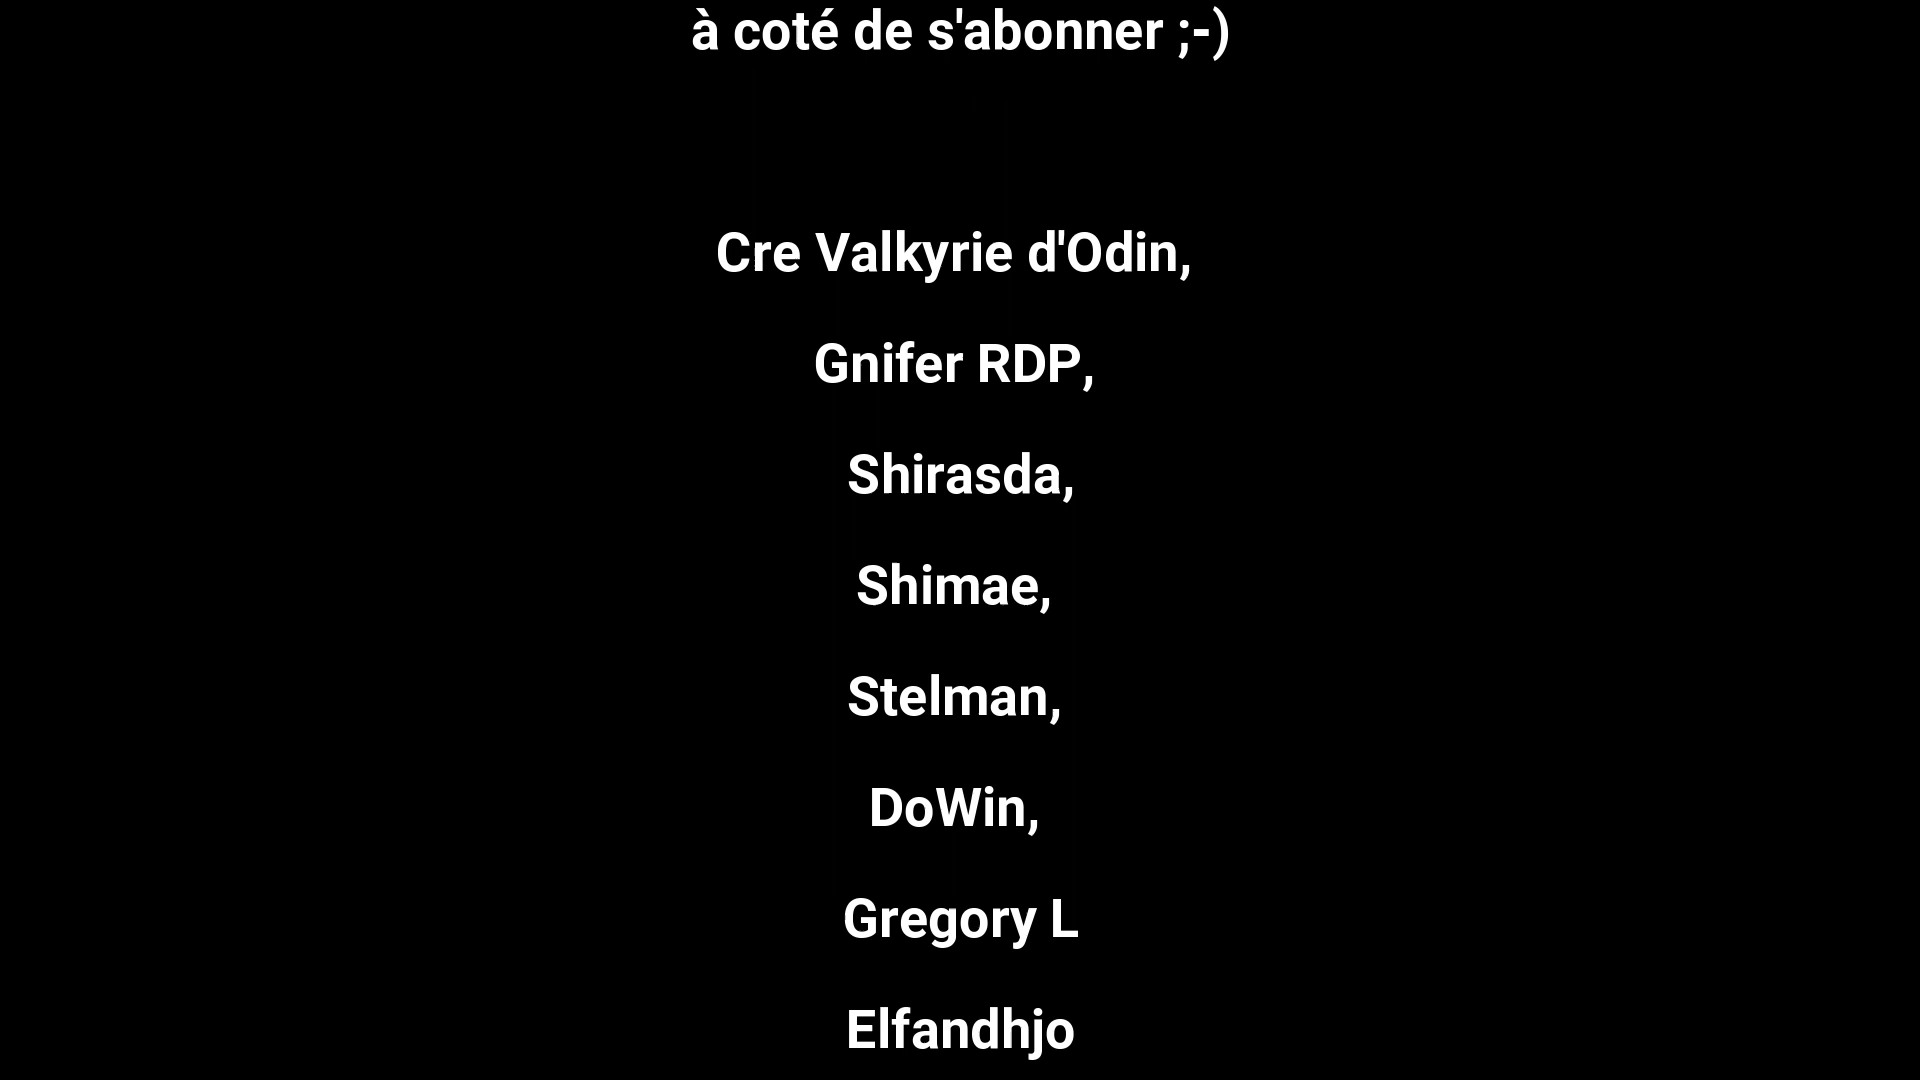 à coté de s'abonner ;-)
Cre Valkyrie d'Odin,
Gnifer RDP,
Shirasda,
Shimae,
Stelman,
DoWin,
Gregory L
Elfandhjo